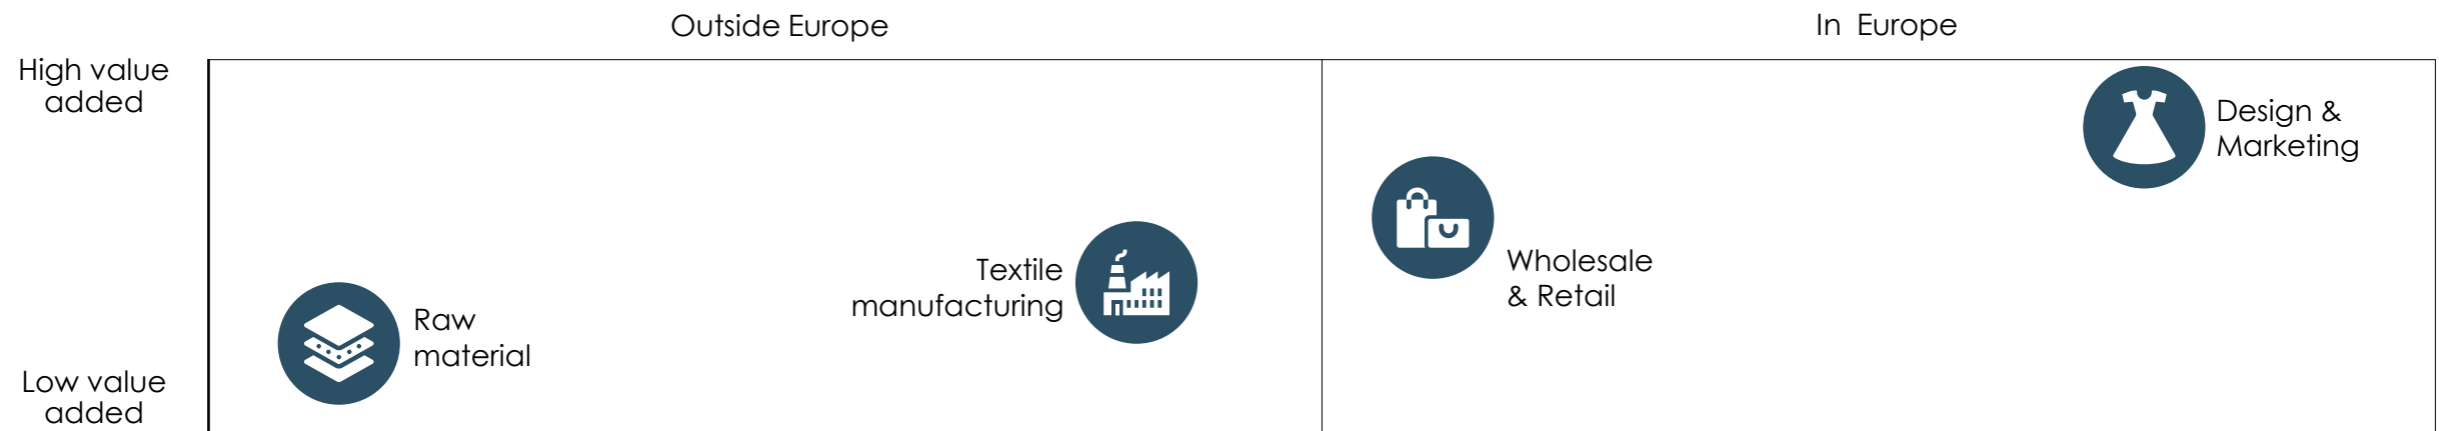 Outside Europe
In Europe
High value
added
Design &
Marketing
Wholesale
& Retail
Textile
manufacturing
Raw
material
Low value
added